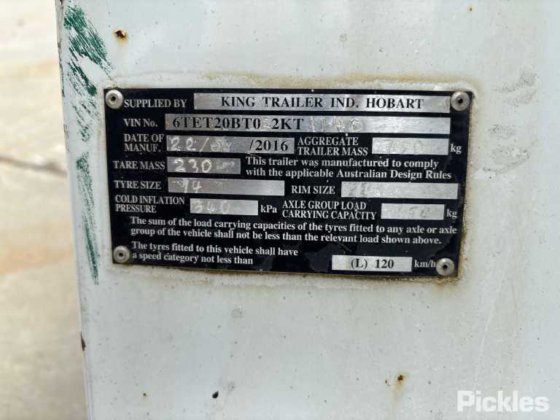 SUPPLIED BY KING TRAILER IND. HOBART
VIN No. 6TET20BT0 2KT
DATE OF MANUF. 22/ /2016 AGGREGATE TRAILER MASS kg
TARE MASS 230 This trailer was manufactured to comply with the applicable Australian Design Rules
TYRE SIZE 14 RIM SIZE
COLD INFLATION PRESSURE 340 kPa AXLE GROUP LOAD CARRYING CAPACITY kg
The sum of the load carrying capacities of the tyres fitted to any axle or axle
group of the vehicle shall not be less than the relevant load shown above.
The tyres fitted to this vehicle shall have
a speed category not less than (L) 120 km/h
Pickles